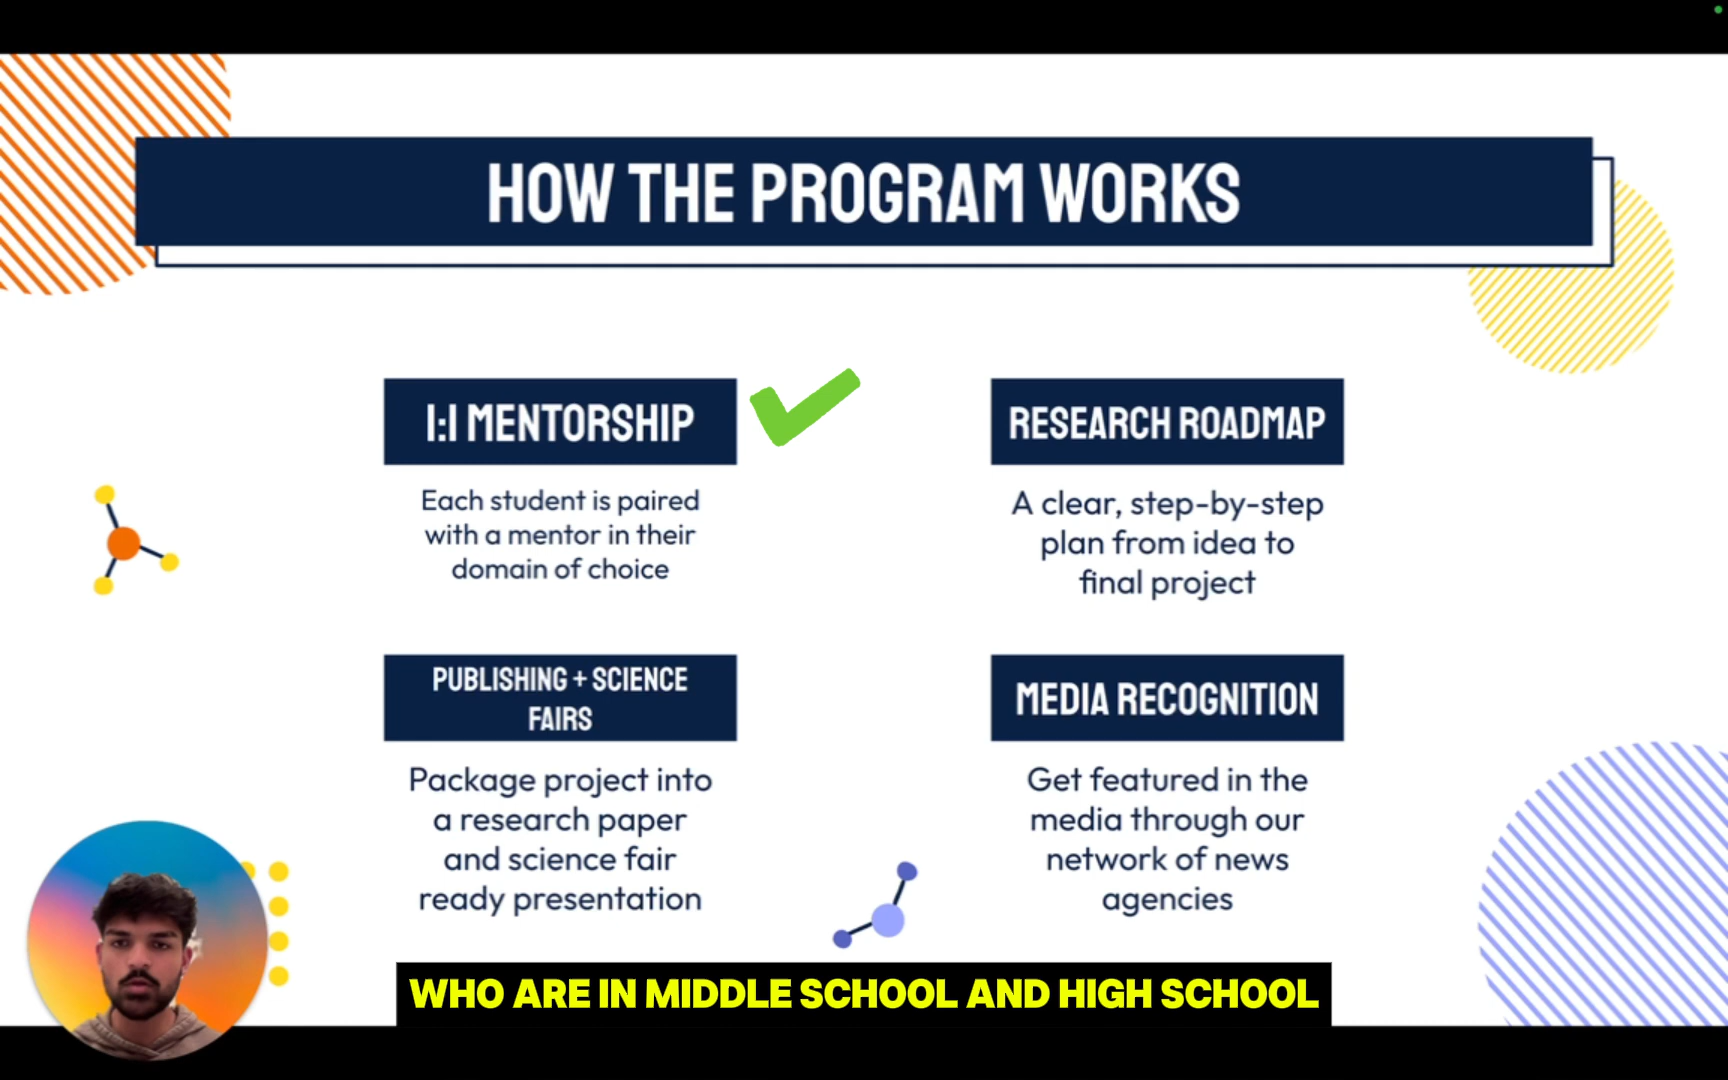 HOW THE PROGRAM WORKS
1:1 MENTORSHIP
Each student is paired
with a mentor in their
domain of choice
RESEARCH ROADMAP
A clear, step-by-step
plan from idea to
final project
PUBLISHING + SCIENCE
FAIRS
Package project into
a research paper
and science fair
ready presentation
MEDIA RECOGNITION
Get featured in the
media through our
network of news
agencies
WHO ARE IN MIDDLE SCHOOL AND HIGH SCHOOL